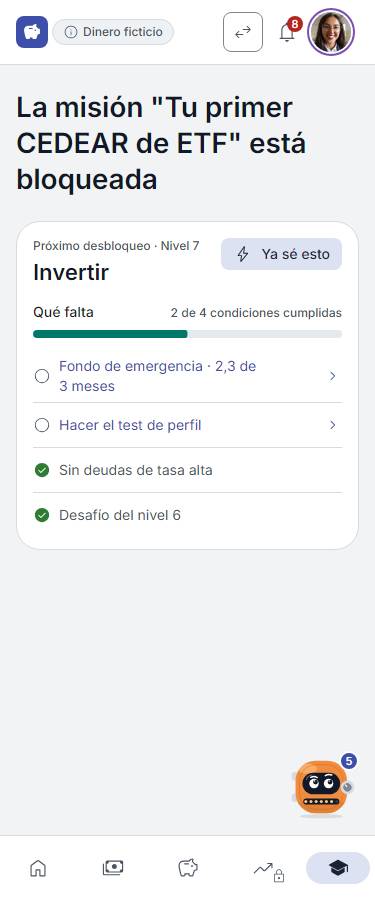 Dinero ficticio
8
La misión "Tu primer
CEDEAR de ETF" está
bloqueada
Próximo desbloqueo · Nivel 7
Ya sé esto
Invertir
Qué falta
2 de 4 condiciones cumplidas
Fondo de emergencia · 2,3 de
3 meses
Hacer el test de perfil
Sin deudas de tasa alta
Desafío del nivel 6
5